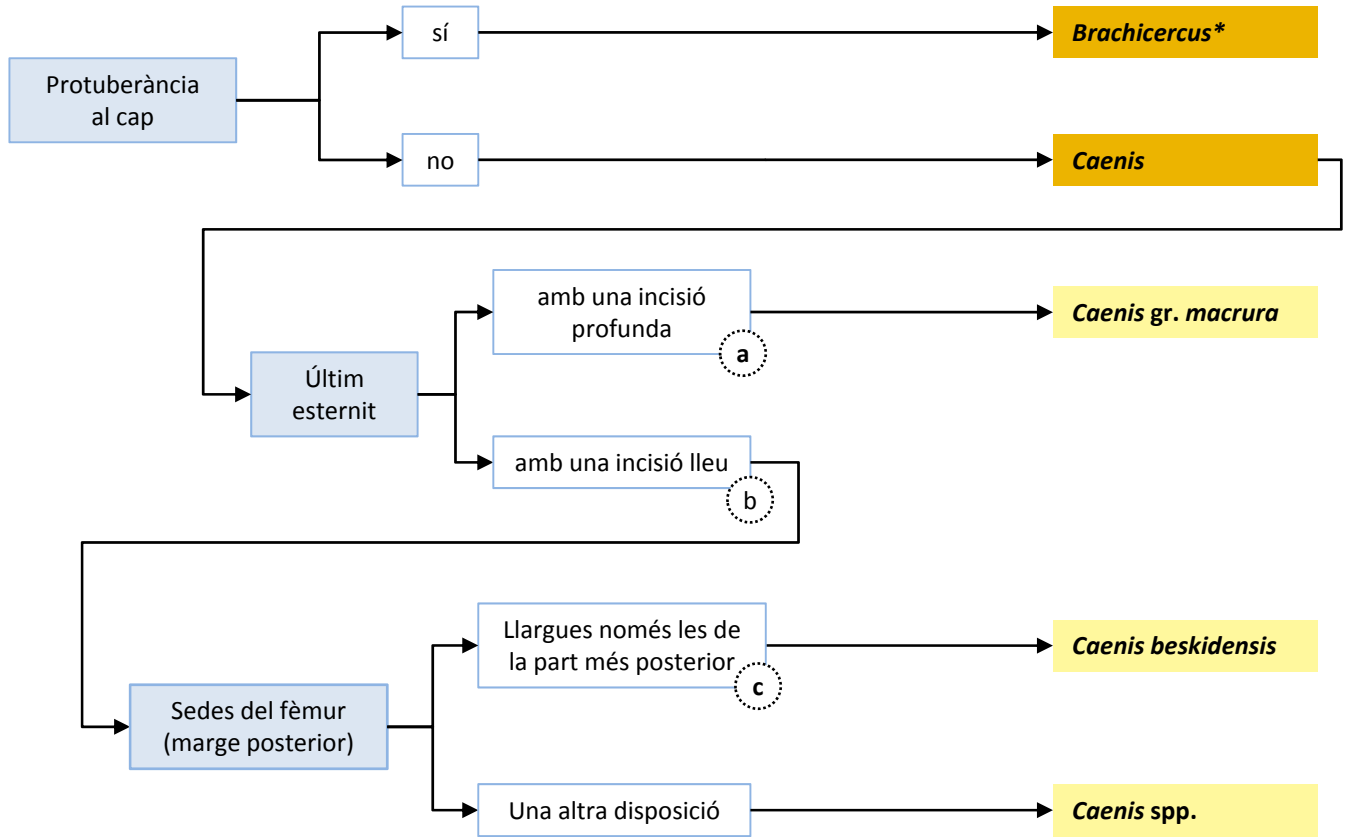 sí
Brachicercus*
Protuberància
al cap
no
Caenis
amb una incisió
profunda
a
Caenis gr. macrura
Últim
esternit
amb una incisió lleu
b
Llargues només les de
la part més posterior
c
Caenis beskidensis
Sedes del fèmur
(marge posterior)
Una altra disposició
Caenis spp.